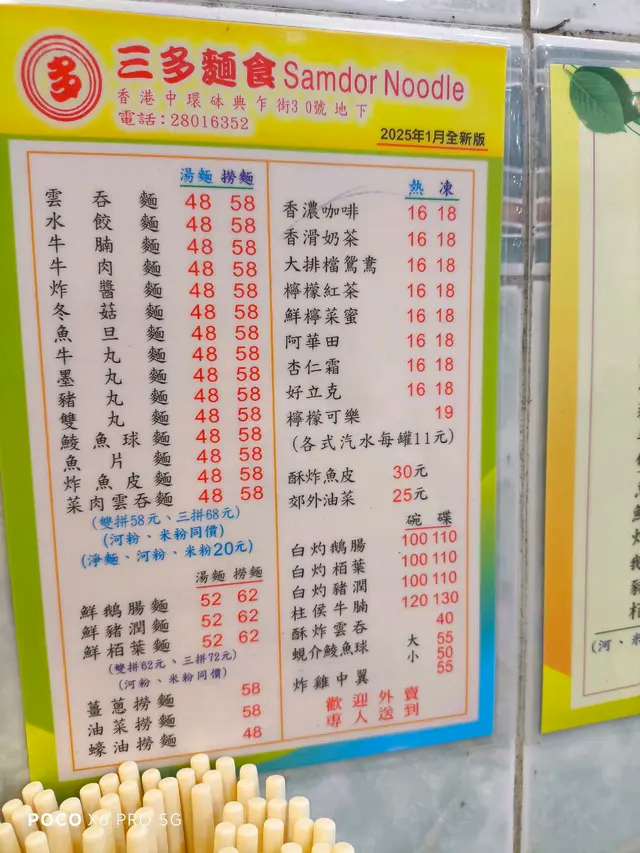 多
三多麵食 Samdor Noodle
香港中環砵典乍街30號地下
電話：28016352
2025年1月全新版
湯麵 撈麵
雲吞麵 48 58
水餃麵 48 58
牛腩麵 48 58
牛肉麵 48 58
炸醬麵 48 58
冬菇麵 48 58
魚旦麵 48 58
牛丸麵 48 58
墨丸麵 48 58
豬丸麵 48 58
雙丸麵 48 58
鯪魚球麵 48 58
魚片麵 48 58
炸魚皮麵 48 58
菜肉雲吞麵 48 58
(雙拼58元、三拼68元)
(河粉、米粉同價)
(淨麵、河粉、米粉20元)
湯麵 撈麵
鮮鵝腸麵 52 62
鮮豬潤麵 52 62
鮮栢葉麵 52 62
(雙拼62元、三拼72元)
(河粉、米粉同價)
薑蔥撈麵 58
油菜撈麵 58
蠔油撈麵 48
熱 凍
香濃咖啡 16 18
香滑奶茶 16 18
大排檔鴛鴦 16 18
檸檬紅茶 16 18
鮮檸菜蜜 16 18
阿華田 16 18
杏仁霜 16 18
好立克 16 18
檸檬可樂 19
(各式汽水每罐11元)
酥炸魚皮 30元
郊外油菜 25元
碗 碟
白灼鵝腸 100 110
白灼栢葉 100 110
白灼豬潤 100 110
柱侯牛腩 120 130
酥炸雲吞 40
蜆介鯪魚球 大 55
小 50
炸雞中翼 55
歡迎外賣
專人送到
(河、米
POCO X6 PRO 5G